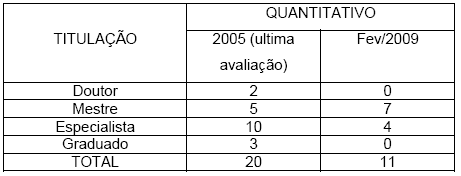 TITULAÇÃO QUANTITATIVO
2005 (ultima avaliação) Fev/2009
Doutor 2 0
Mestre 5 7
Especialista 10 4
Graduado 3 0
TOTAL 20 11